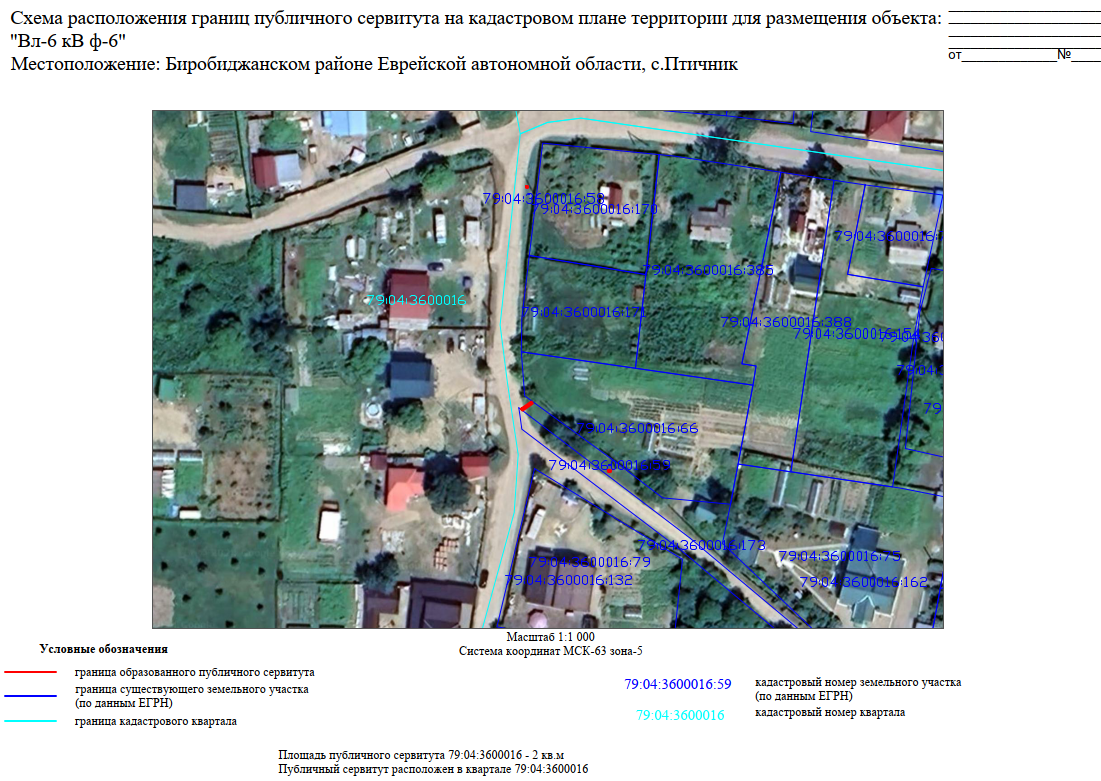 Схема расположения границ публичного сервитута на кадастровом плане территории для размещения объекта:
"Вл-6 кВ ф-6"
Местоположение: Биробиджанском районе Еврейской автономной области, с.Птичник
от №
79:04:3600016:170
79:04:3600016:
79:04:3600016:386
79:04:3600016
79:04:3600016:171
79:04:3600016:388
79:04:3600016:66
79:04:3600016:173
79:04:3600016:75
79:04:3600016:79
79:04:3600016:132
79:04:3600016:162
Масштаб 1:1 000
Система координат МСК-63 зона-5
Условные обозначения
граница образованного публичного сервитута
граница существующего земельного участка
(по данным ЕГРН)
граница кадастрового квартала
79:04:3600016:59
кадастровый номер земельного участка
(по данным ЕГРН)
79:04:3600016
кадастровый номер квартала
Площадь публичного сервитута 79:04:3600016 - 2 кв.м
Публичный сервитут расположен в квартале 79:04:3600016